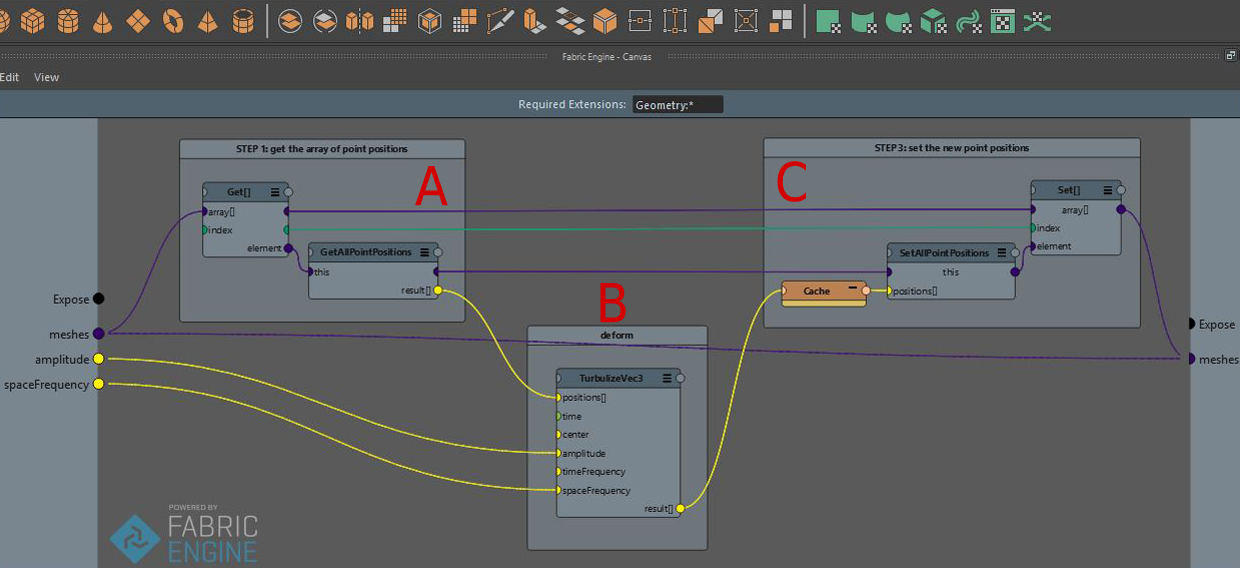 Fabric Engine - Canvas
Edit View
Required Extensions: Geometry:*
STEP 1: get the array of point positions
A
Get[]
array[]
index
element
GetAllPointPositions
this
result[]
STEP 3: set the new point positions
C
Set[]
array[]
index
element
SetAllPointPositions
this
positions[]
Cache
B
deform
TurbulizeVec3
positions[]
time
center
amplitude
timeFrequency
spaceFrequency
result[]
Expose
meshes
amplitude
spaceFrequency
Expose
meshes
POWERED BY
FABRIC
ENGINE